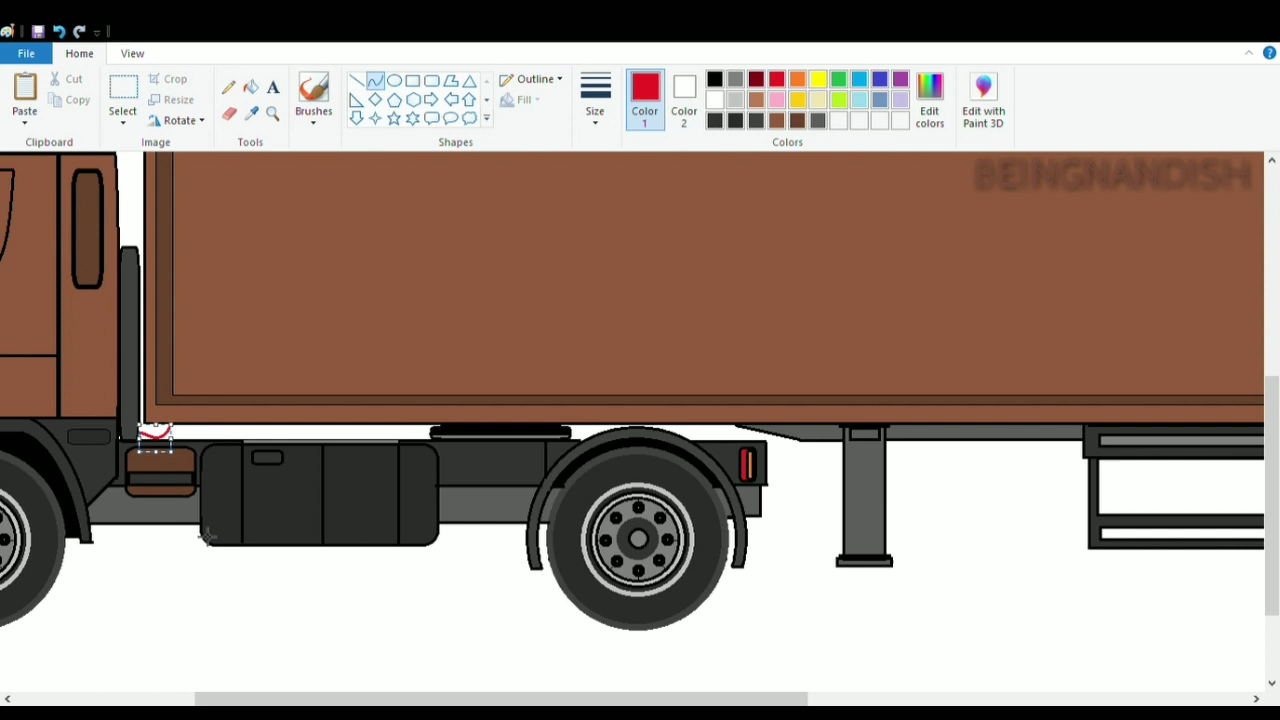 File Home View
Paste Cut Copy Clipboard
Select Crop Resize Rotate Image
A Tools
Brushes
Outline Fill Shapes
Size
Color 1 Color 2 Edit colors Colors
Edit with Paint 3D
BEINGNANDISH